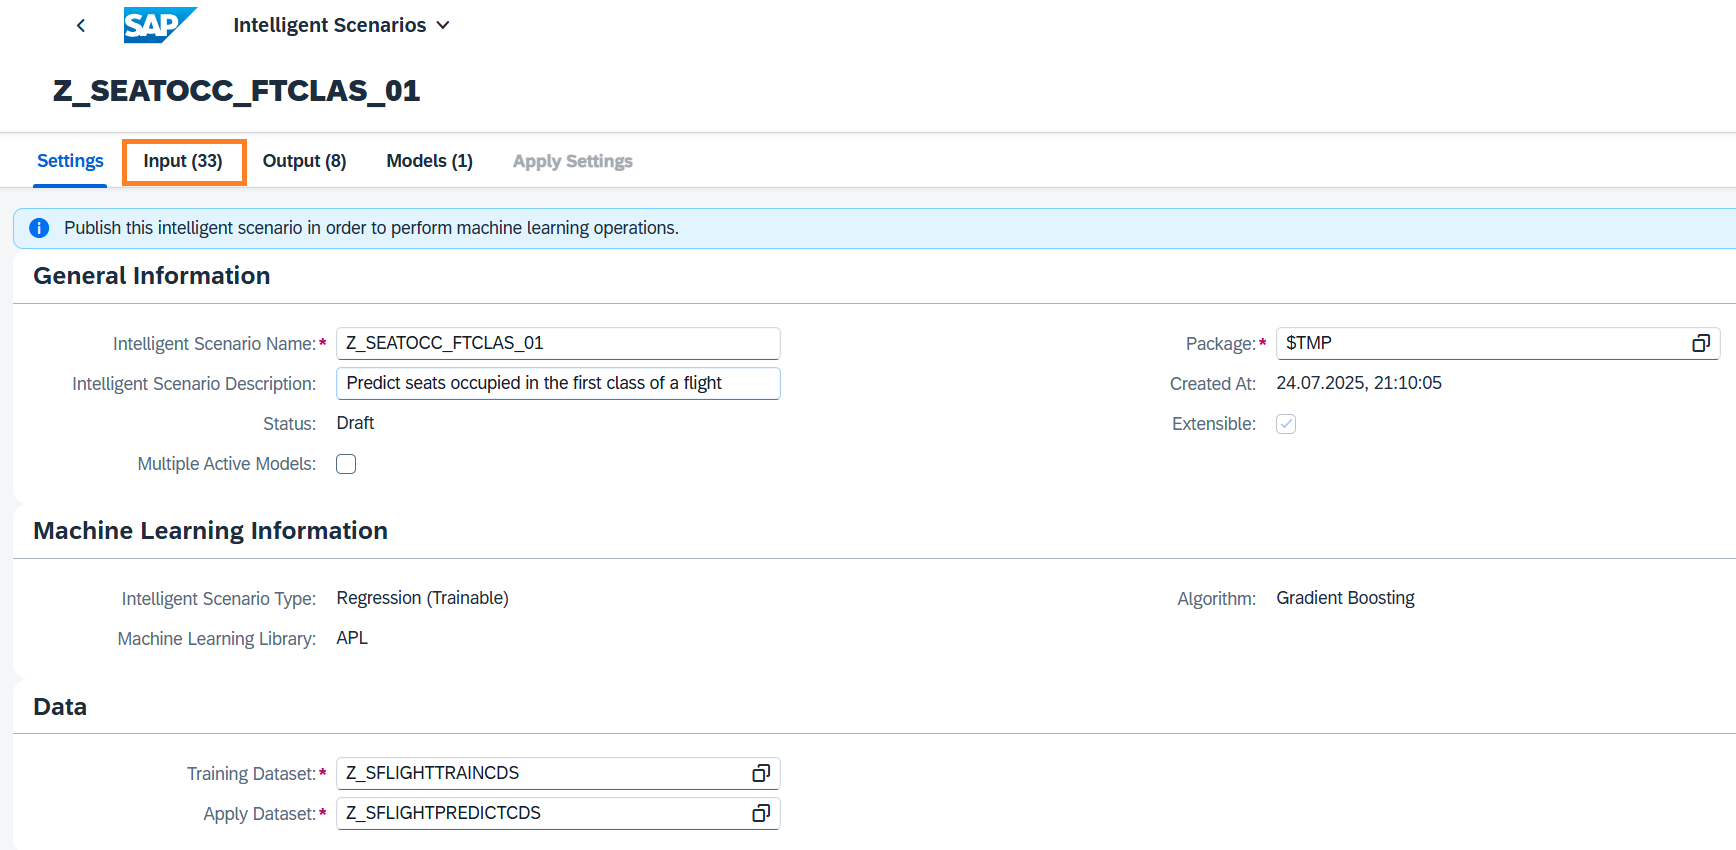 SAP Intelligent Scenarios
Z_SEATOCC_FTCLAS_01
Settings Input (33) Output (8) Models (1) Apply Settings
Publish this intelligent scenario in order to perform machine learning operations.
General Information
Intelligent Scenario Name:* Z_SEATOCC_FTCLAS_01 Package:* $TMP
Intelligent Scenario Description: Predict seats occupied in the first class of a flight Created At: 24.07.2025, 21:10:05
Status: Draft Extensible:
Multiple Active Models:
Machine Learning Information
Intelligent Scenario Type: Regression (Trainable) Algorithm: Gradient Boosting
Machine Learning Library: APL
Data
Training Dataset:* Z_SFLIGHTTRAINCDS
Apply Dataset:* Z_SFLIGHTPREDICTCDS